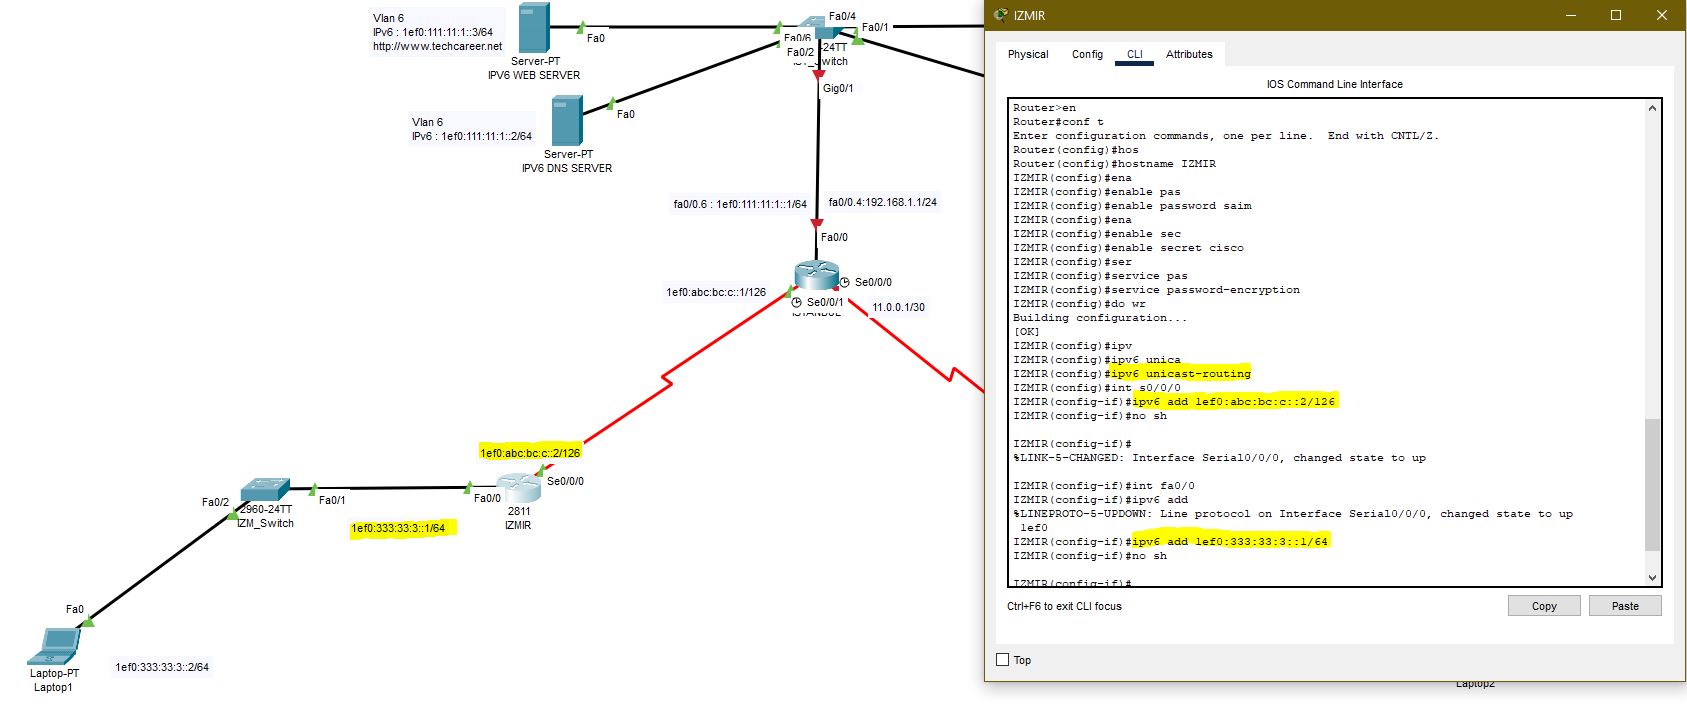 Vlan 6
IPv6 : 1ef0:111:11:1::3/64
http://www.techcareer.net
Fa0
Server-PT
IPV6 WEB SERVER
Fa0/4
Fa0/1
Fa0/6
Fa0/2
-24TT
Switch
Gig0/1
Vlan 6
IPv6 : 1ef0:111:11:1::2/64
Fa0
Server-PT
IPV6 DNS SERVER
fa0/0.6 : 1ef0:111:11:1::1/64
fa0/0.4:192.168.1.1/24
Fa0/0
1ef0:abc:bc:c::1/126
Se0/0/0
Se0/0/1
ISTANBUL
11.0.0.1/30
1ef0:abc:bc:c::2/126
Se0/0/0
Fa0/0
2811
IZMIR
Fa0/2
Fa0/1
2960-24TT
IZM_Switch
1ef0:333:33:3::1/64
Fa0
Laptop-PT
Laptop1
1ef0:333:33:3::2/64
IZMIR
Physical
Config
CLI
Attributes
IOS Command Line Interface
Router>en
Router#conf t
Enter configuration commands, one per line.  End with CNTL/Z.
Router(config)#hos
Router(config)#hostname IZMIR
IZMIR(config)#ena
IZMIR(config)#enable pas
IZMIR(config)#enable password saim
IZMIR(config)#ena
IZMIR(config)#enable sec
IZMIR(config)#enable secret cisco
IZMIR(config)#ser
IZMIR(config)#service pas
IZMIR(config)#service password-encryption
IZMIR(config)#do wr
Building configuration...
[OK]
IZMIR(config)#ipv
IZMIR(config)#ipv6 unica
IZMIR(config)#ipv6 unicast-routing
IZMIR(config)#int s0/0/0
IZMIR(config-if)#ipv6 add 1ef0:abc:bc:c::2/126
IZMIR(config-if)#no sh
IZMIR(config-if)#
%LINK-5-CHANGED: Interface Serial0/0/0, changed state to up
IZMIR(config-if)#int fa0/0
IZMIR(config-if)#ipv6 add
%LINEPROTO-5-UPDOWN: Line protocol on Interface Serial0/0/0, changed state to up
1ef0
IZMIR(config-if)#ipv6 add 1ef0:333:33:3::1/64
IZMIR(config-if)#no sh
IZMIR(config-if)#
Ctrl+F6 to exit CLI focus
Copy
Paste
Top
Laptop2